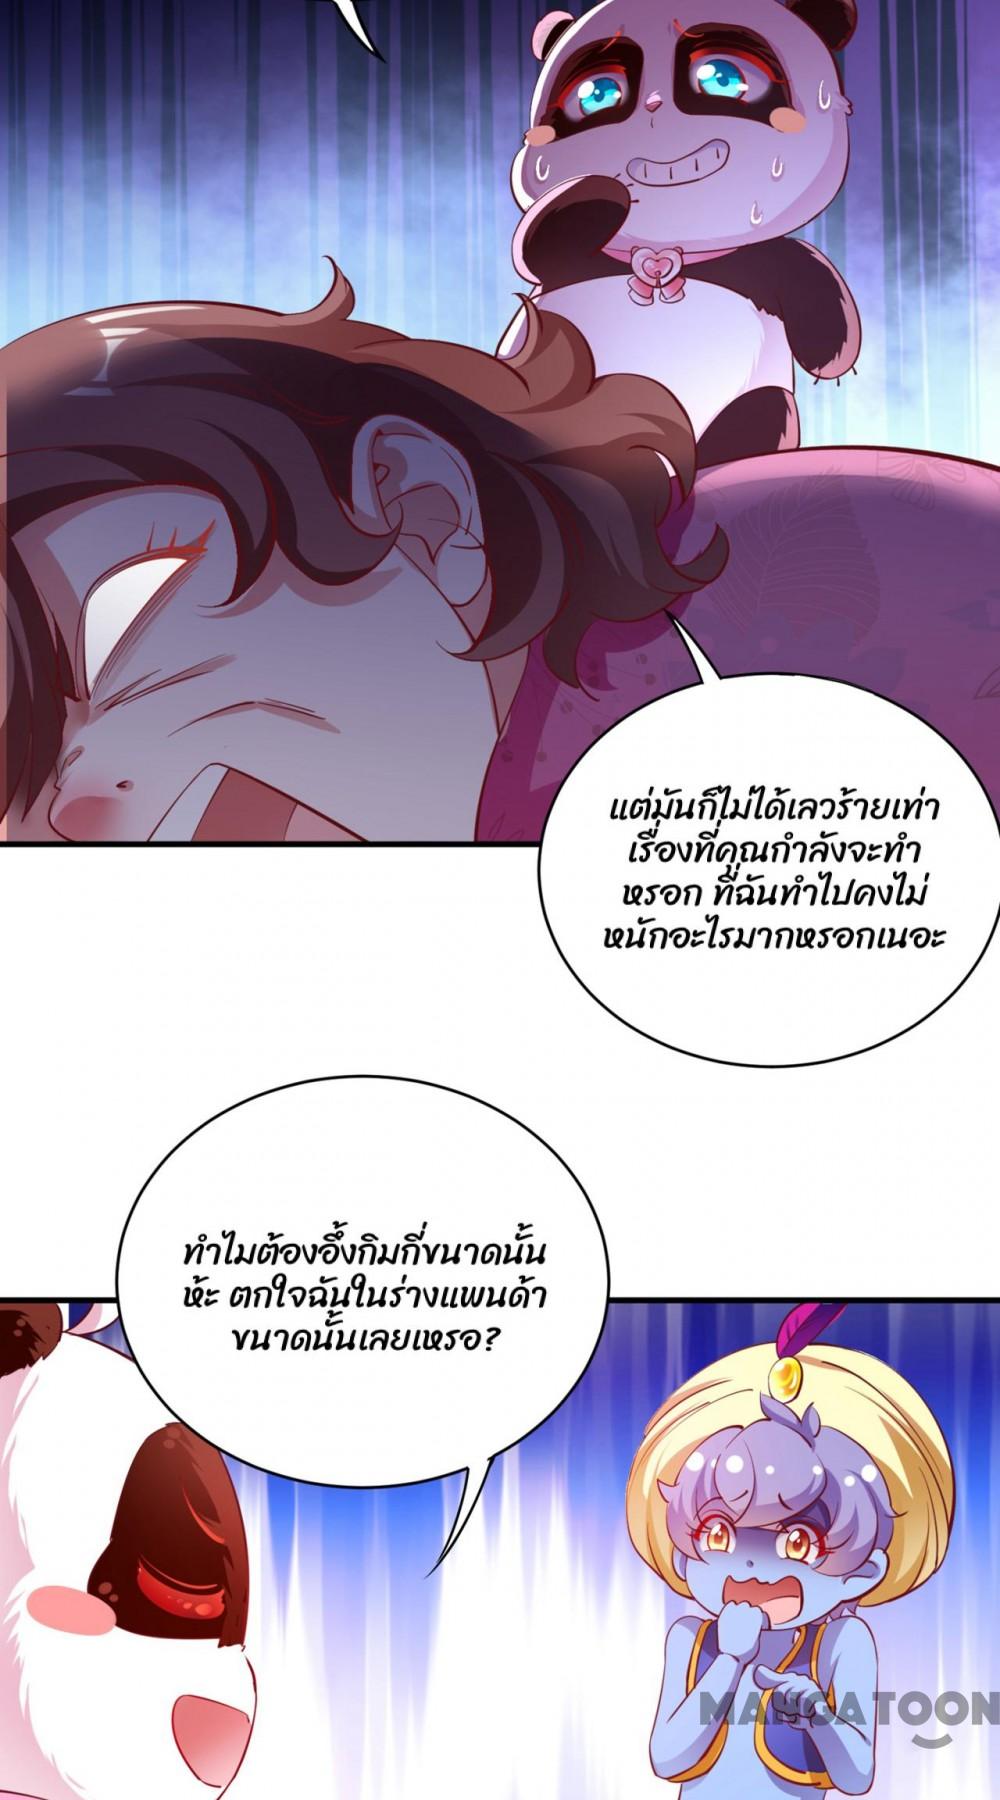 แต่มันก็ไม่ได้เลวร้ายเท่า
เรื่องที่คุณกำลังจะทำ
หรอก ที่ฉันทำไปคงไม่
หนักอะไรมากหรอกเนอะ
ทำไมต้องอึ้งกิมกี่ขนาดนั้น
ห้ะ ตกใจฉันในร่างแพนด้า
ขนาดนั้นเลยเหรอ?
MANGATOON